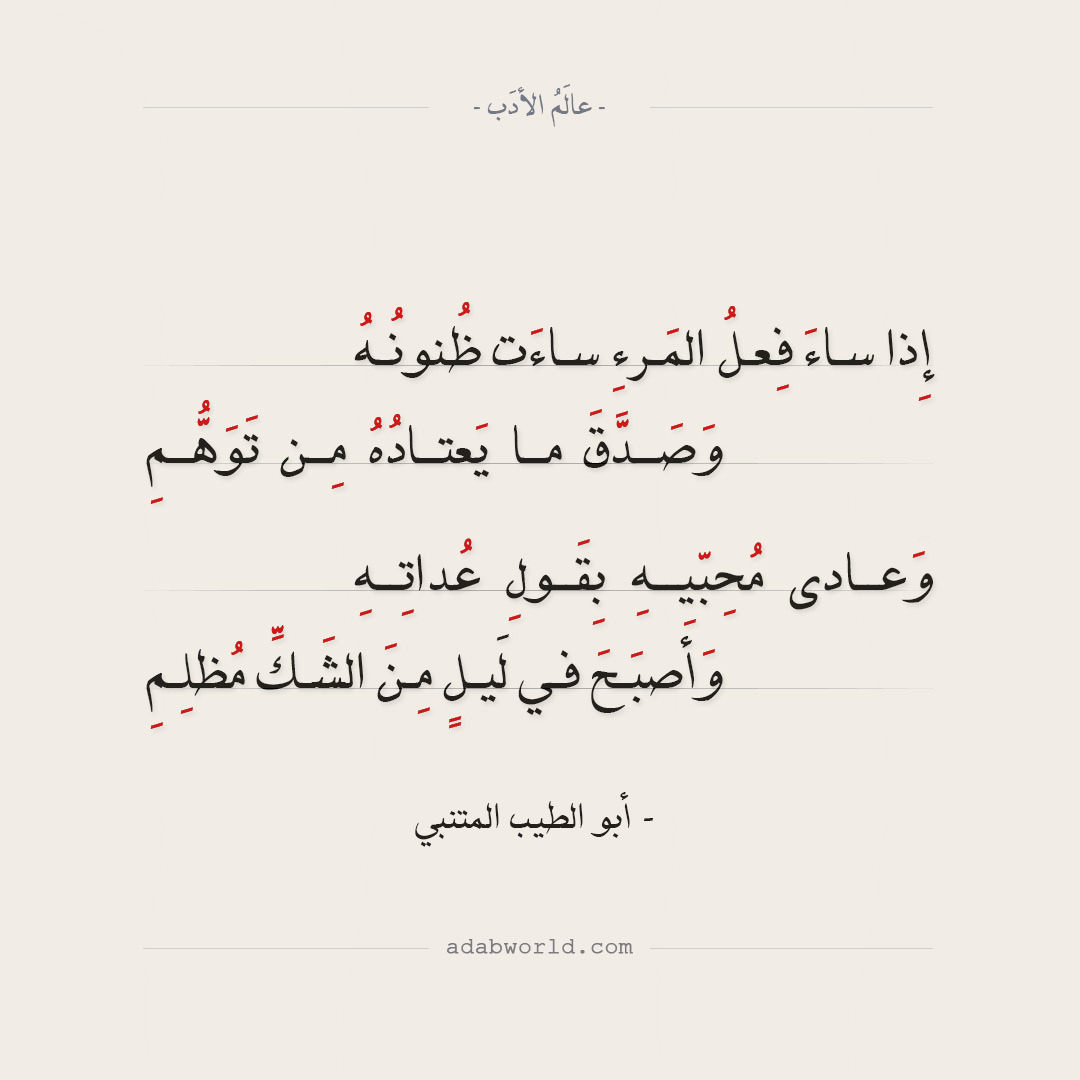 - عالَمُ الأدَب -
إِذا ساءَ فِعلُ المَرءِ ساءَت ظُنونُهُ
وَصَدَّقَ ما يَعتادُهُ مِن تَوَهُّمِ
وَعادى مُحِبّيهِ بِقَولِ عُداتِهِ
وَأَصبَحَ في لَيلٍ مِنَ الشَكِّ مُظلِمِ
- أبو الطيب المتنبي
adabworld.com